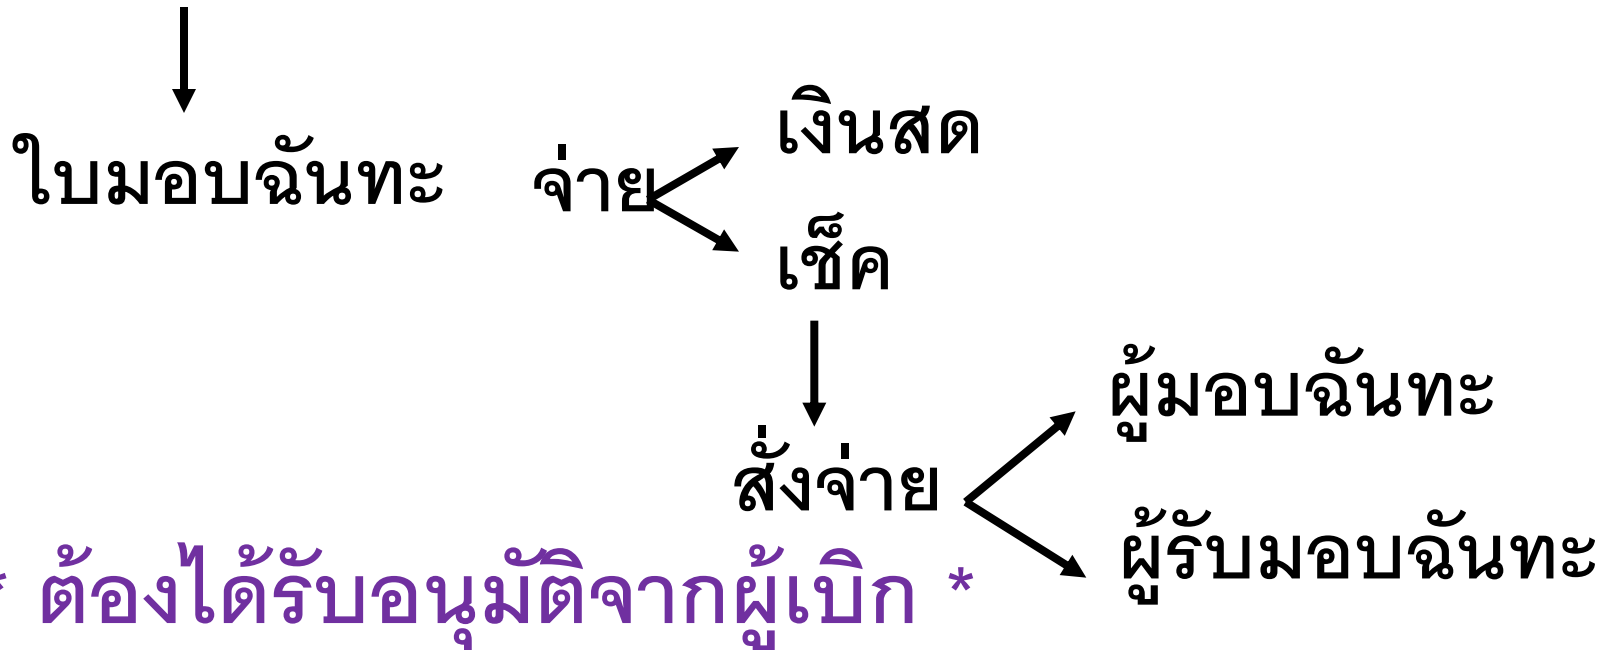 เงินสด
ใบมอบฉันทะ จ่าย
เช็ค
ผู้มอบฉันทะ
สั่งจ่าย
ผู้รับมอบฉันทะ
* ต้องได้รับอนุมัติจากผู้เบิก *